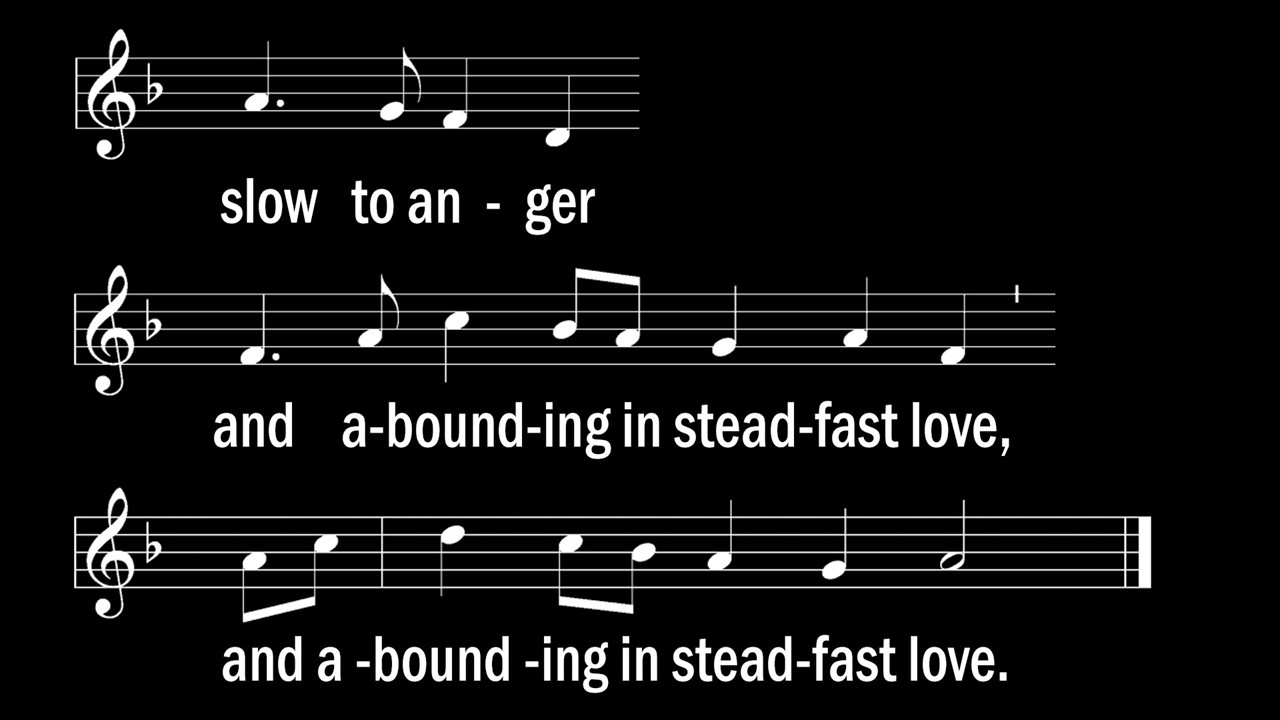 slow to an - ger
and a-bound-ing in stead-fast love,
and a -bound -ing in stead-fast love.